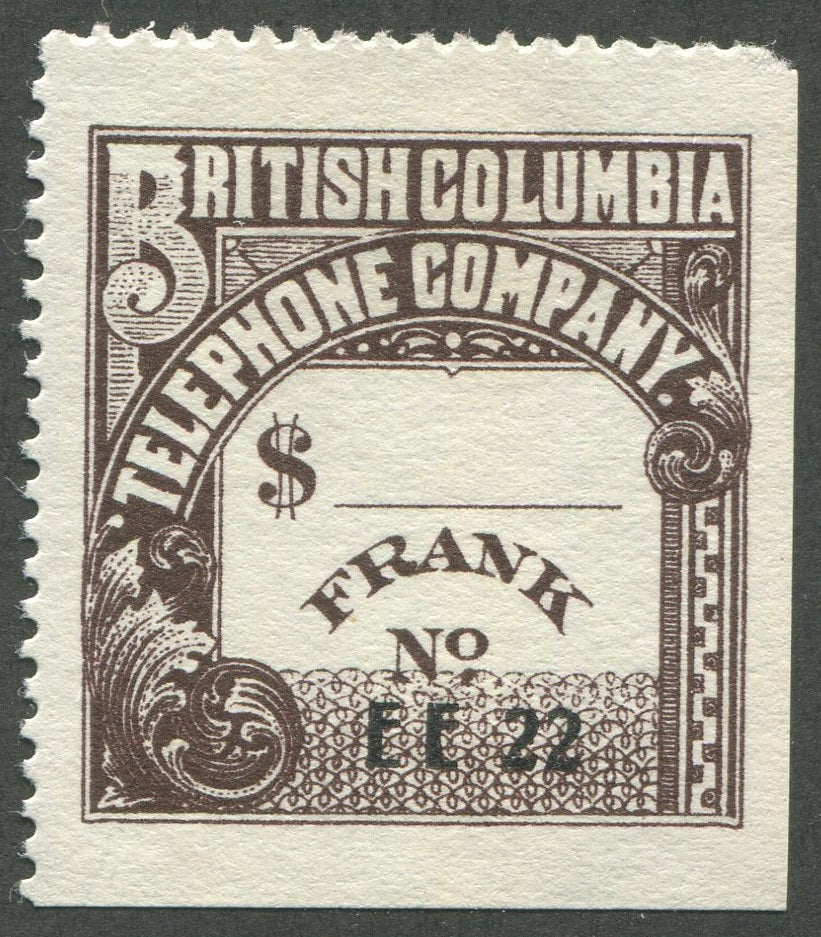 BRITISH COLUMBIA
TELEPHONE COMPANY.
$
FRANK
No
EE 22